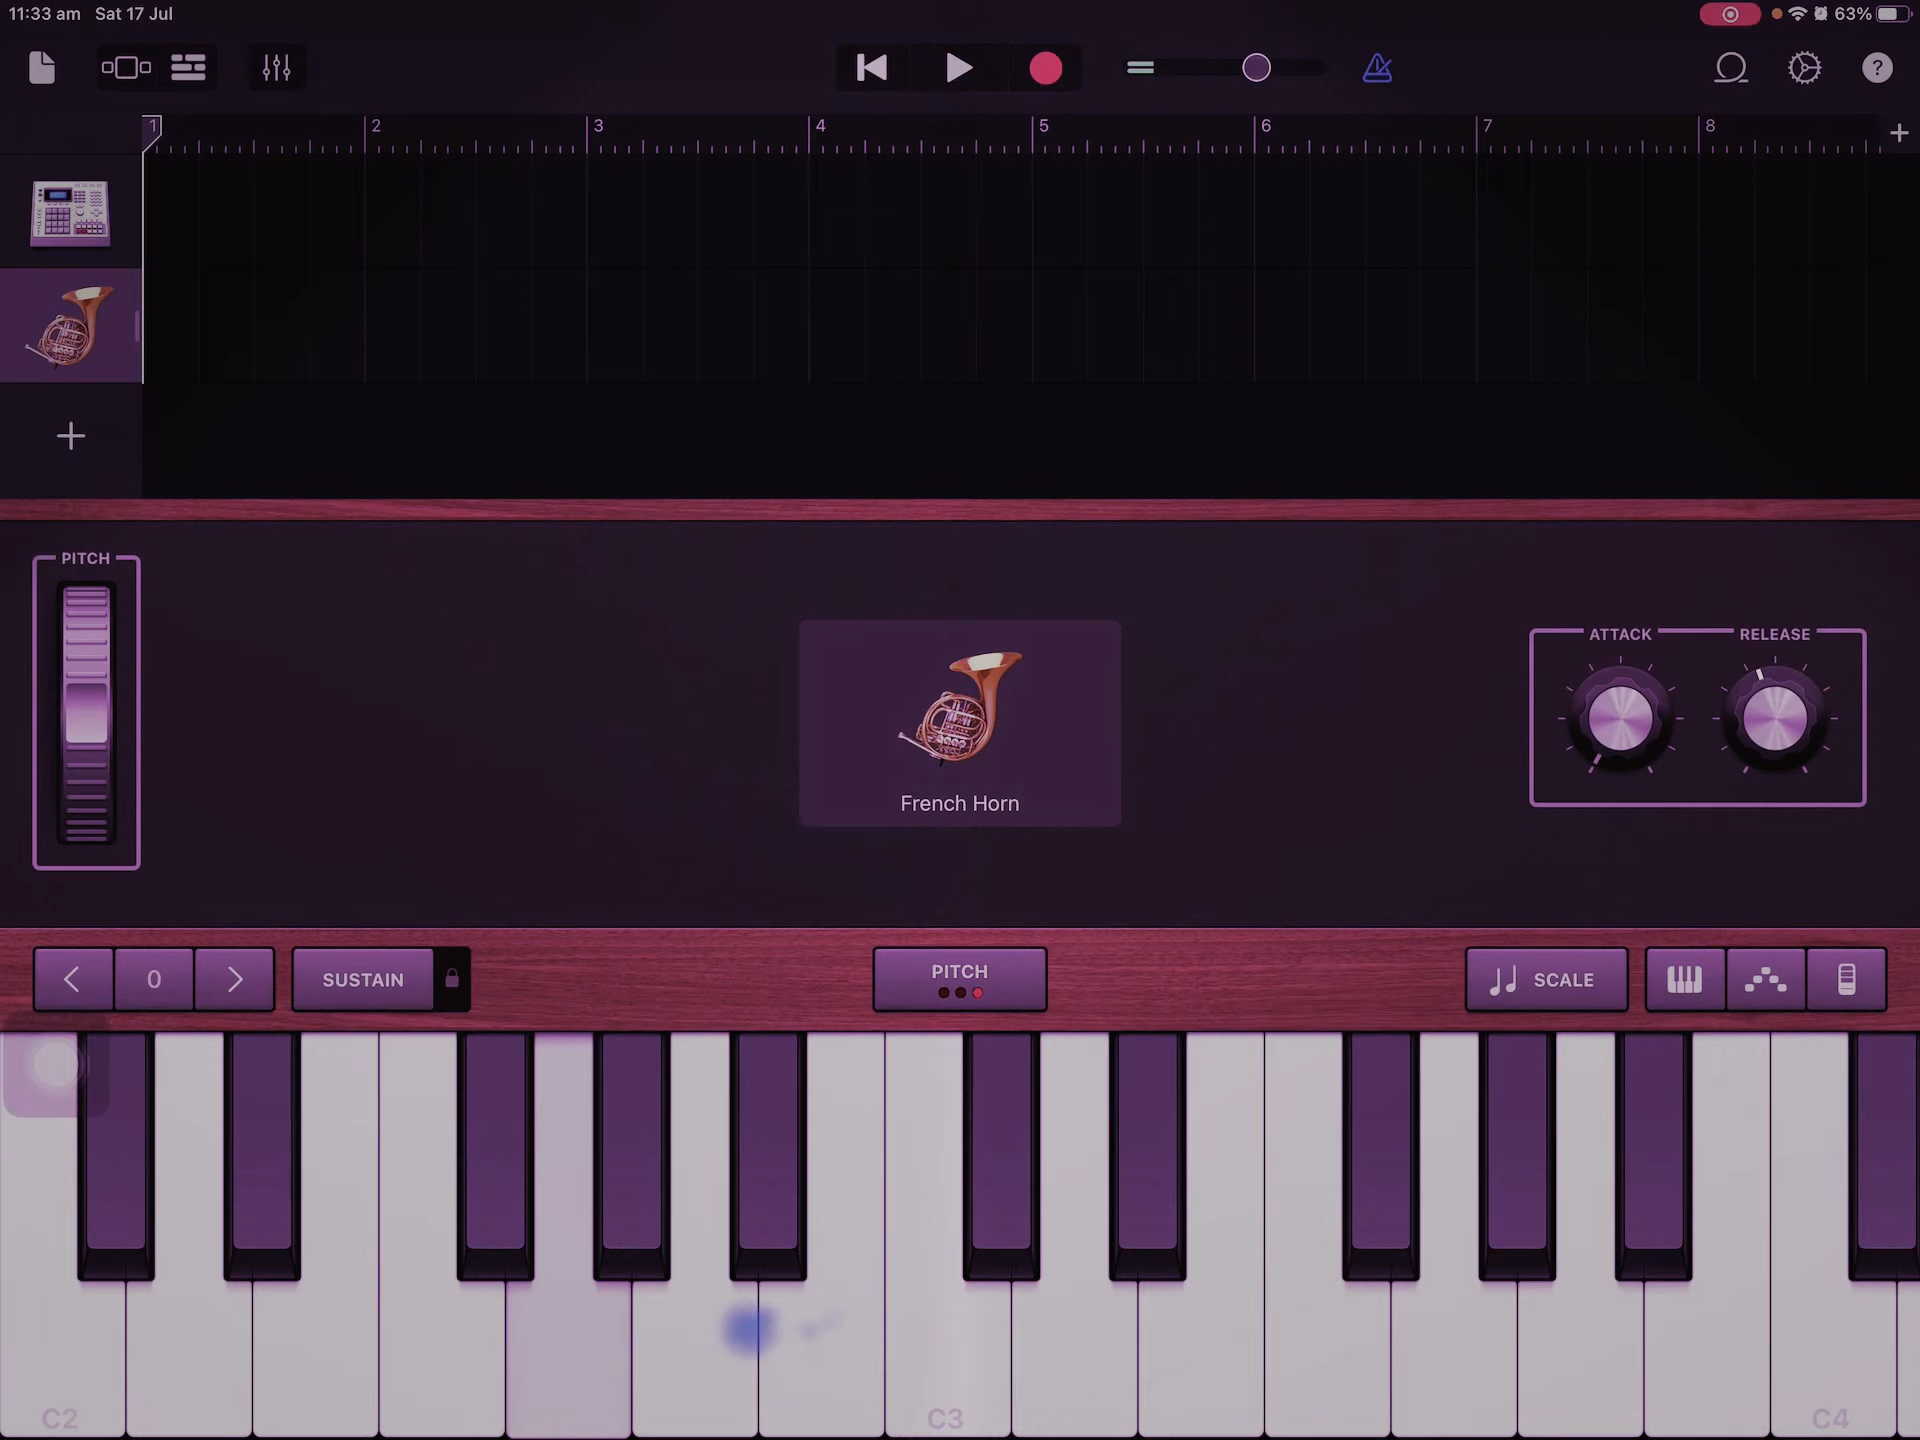 11:33 am Sat 17 Jul
63%
?
1 2 3 4 5 6 7 8
PITCH
ATTACK RELEASE
French Horn
0
SUSTAIN
PITCH
SCALE
C2 C3 C4